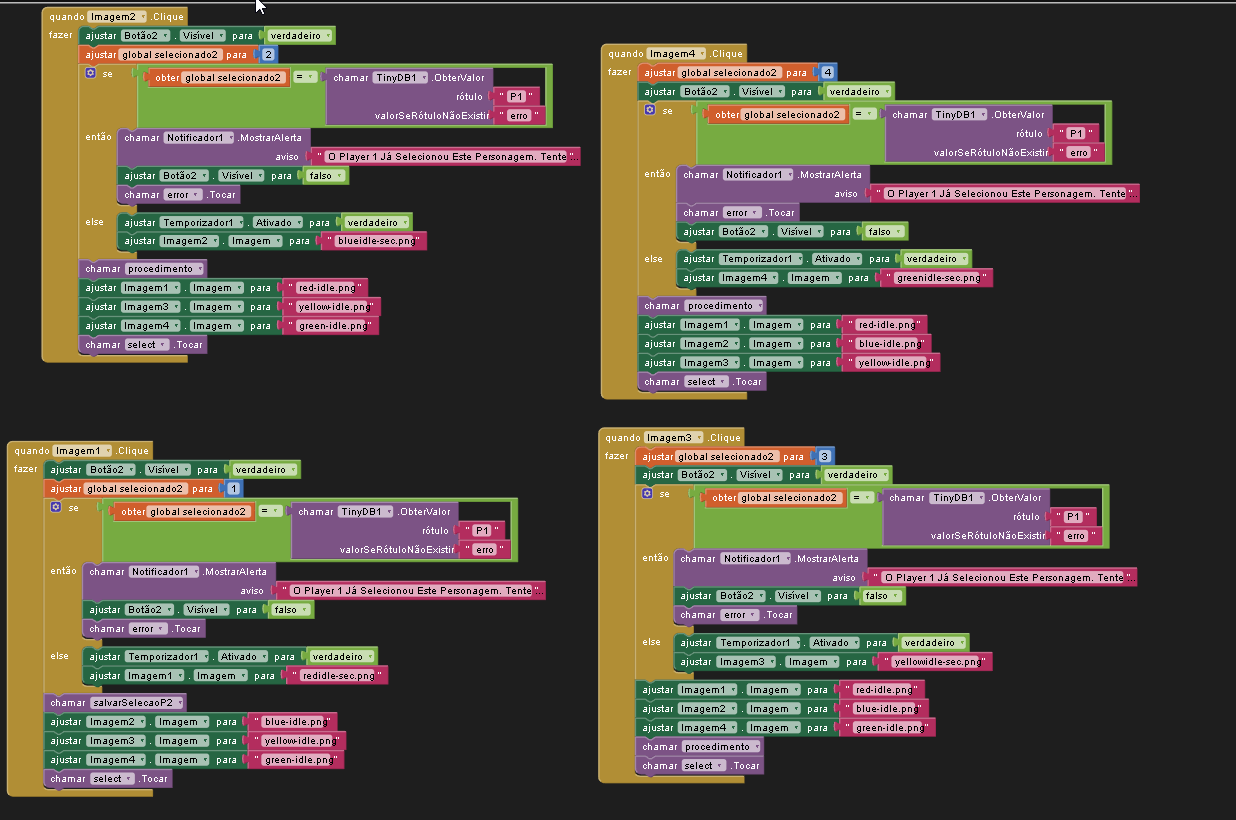 quando Imagem2 .Clique
fazer ajustar Botão2 . Visível para verdadeiro
ajustar global selecionado2 para 2
se obter global selecionado2 = chamar TinyDB1 .ObterValor
rótulo " P1 "
valorSeRótuloNãoExistir " erro "
então chamar Notificador1 .MostrarAlerta
aviso " O Player 1 Já Selecionou Este Personagem. Tente "...
ajustar Botão2 . Visível para falso
chamar error .Tocar
else ajustar Temporizador1 . Ativado para verdadeiro
ajustar Imagem2 . Imagem para " blueidle-sec.png "
chamar procedimento
ajustar Imagem1 . Imagem para " red-idle.png "
ajustar Imagem3 . Imagem para " yellow-idle.png "
ajustar Imagem4 . Imagem para " green-idle.png "
chamar select .Tocar
quando Imagem4 .Clique
fazer ajustar global selecionado2 para 4
ajustar Botão2 . Visível para verdadeiro
se obter global selecionado2 = chamar TinyDB1 .ObterValor
rótulo " P1 "
valorSeRótuloNãoExistir " erro "
então chamar Notificador1 .MostrarAlerta
aviso " O Player 1 Já Selecionou Este Personagem. Tente "...
chamar error .Tocar
ajustar Botão2 . Visível para falso
else ajustar Temporizador1 . Ativado para verdadeiro
ajustar Imagem4 . Imagem para " greenidle-sec.png "
chamar procedimento
ajustar Imagem1 . Imagem para " red-idle.png "
ajustar Imagem2 . Imagem para " blue-idle.png "
ajustar Imagem3 . Imagem para " yellow-idle.png "
chamar select .Tocar
quando Imagem1 .Clique
fazer ajustar Botão2 . Visível para verdadeiro
ajustar global selecionado2 para 1
se obter global selecionado2 = chamar TinyDB1 .ObterValor
rótulo " P1 "
valorSeRótuloNãoExistir " erro "
então chamar Notificador1 .MostrarAlerta
aviso " O Player 1 Já Selecionou Este Personagem. Tente "...
ajustar Botão2 . Visível para falso
chamar error .Tocar
else ajustar Temporizador1 . Ativado para verdadeiro
ajustar Imagem1 . Imagem para " redidle-sec.png "
chamar salvarSelecaoP2
ajustar Imagem2 . Imagem para " blue-idle.png "
ajustar Imagem3 . Imagem para " yellow-idle.png "
ajustar Imagem4 . Imagem para " green-idle.png "
chamar select .Tocar
quando Imagem3 .Clique
fazer ajustar global selecionado2 para 3
ajustar Botão2 . Visível para verdadeiro
se obter global selecionado2 = chamar TinyDB1 .ObterValor
rótulo " P1 "
valorSeRótuloNãoExistir " erro "
então chamar Notificador1 .MostrarAlerta
aviso " O Player 1 Já Selecionou Este Personagem. Tente "...
ajustar Botão2 . Visível para falso
chamar error .Tocar
else ajustar Temporizador1 . Ativado para verdadeiro
ajustar Imagem3 . Imagem para " yellowidle-sec.png "
ajustar Imagem1 . Imagem para " red-idle.png "
ajustar Imagem2 . Imagem para " blue-idle.png "
ajustar Imagem4 . Imagem para " green-idle.png "
chamar procedimento
chamar select .Tocar